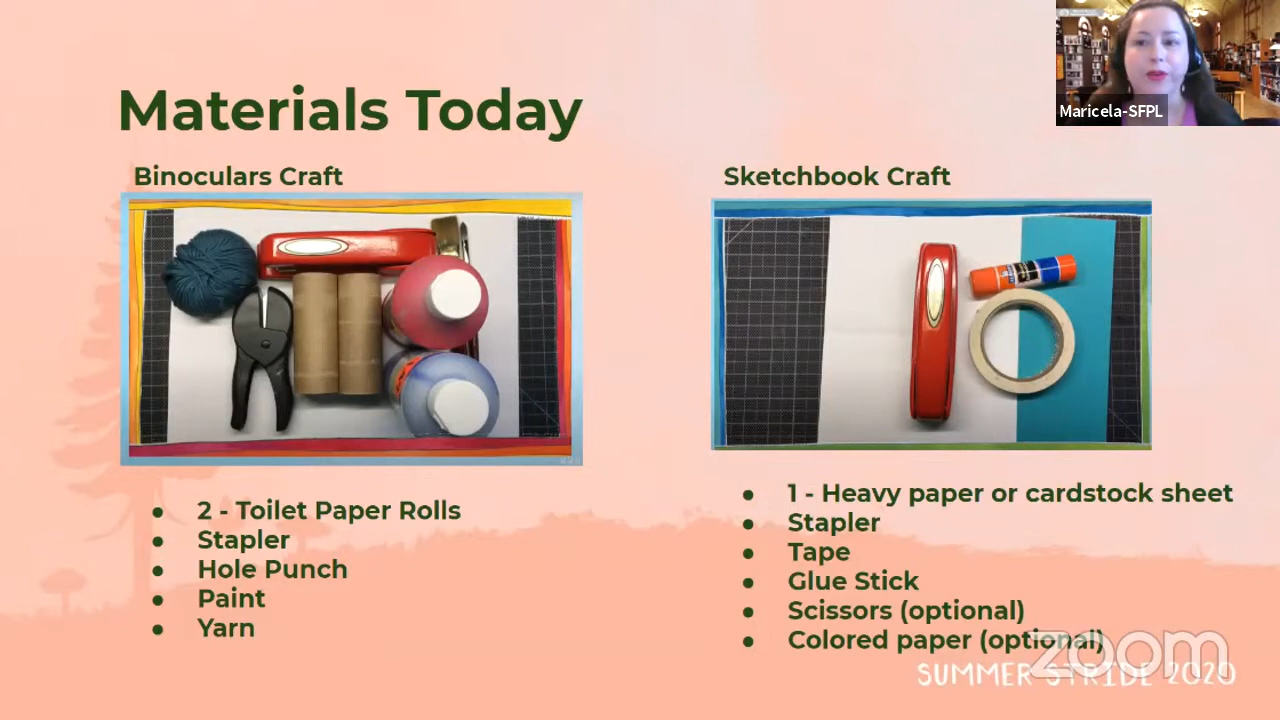 Maricela-SFPL
Materials Today
Binoculars Craft
2 - Toilet Paper Rolls
Stapler
Hole Punch
Paint
Yarn
Sketchbook Craft
1 - Heavy paper or cardstock sheet
Stapler
Tape
Glue Stick
Scissors (optional)
Colored paper (optional)
zoom
SUMMER STRIDE 2020